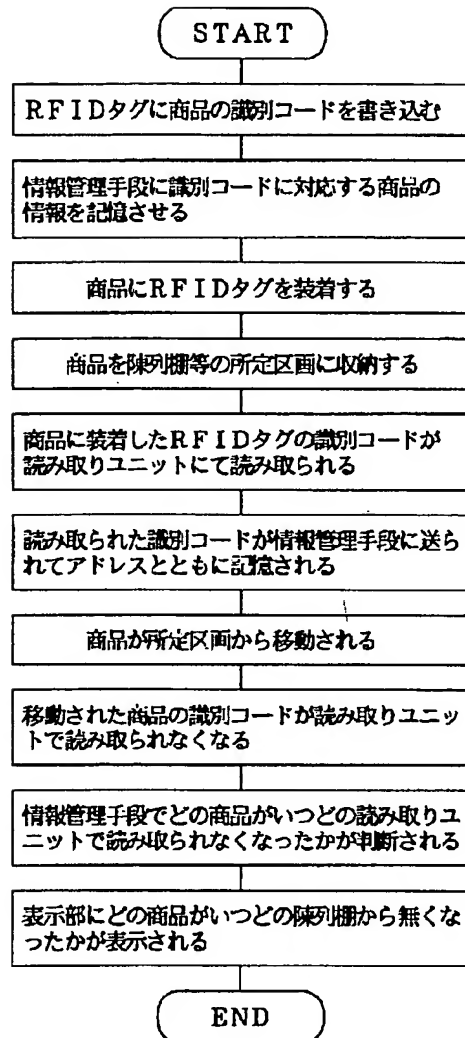 START
RFIDタグに商品の識別コードを書き込む
情報管理手段に識別コードに対応する商品の
情報を記憶させる
商品にRFIDタグを装着する
商品を陳列棚等の所定区画に収納する
商品に装着したRFIDタグの識別コードが
読み取りユニットにて読み取られる
読み取られた識別コードが情報管理手段に送ら
れてアドレスとともに記憶される
商品が所定区画から移動される
移動された商品の識別コードが読み取りユニッ
トで読み取られなくなる
情報管理手段でどの商品がいつどの読み取りユ
ニットで読み取られなくなったかが判断される
表示部にどの商品がいつどの陳列棚から無くな
ったかが表示される
END